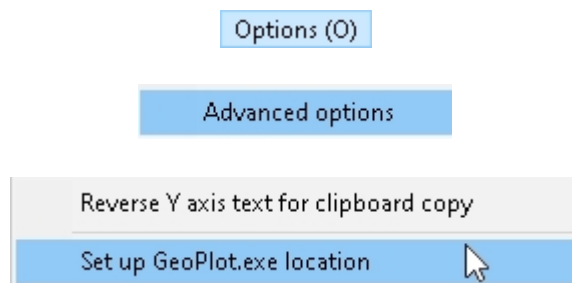 Options (O)
Advanced options
Reverse Y axis text for clipboard copy
Set up GeoPlot.exe location